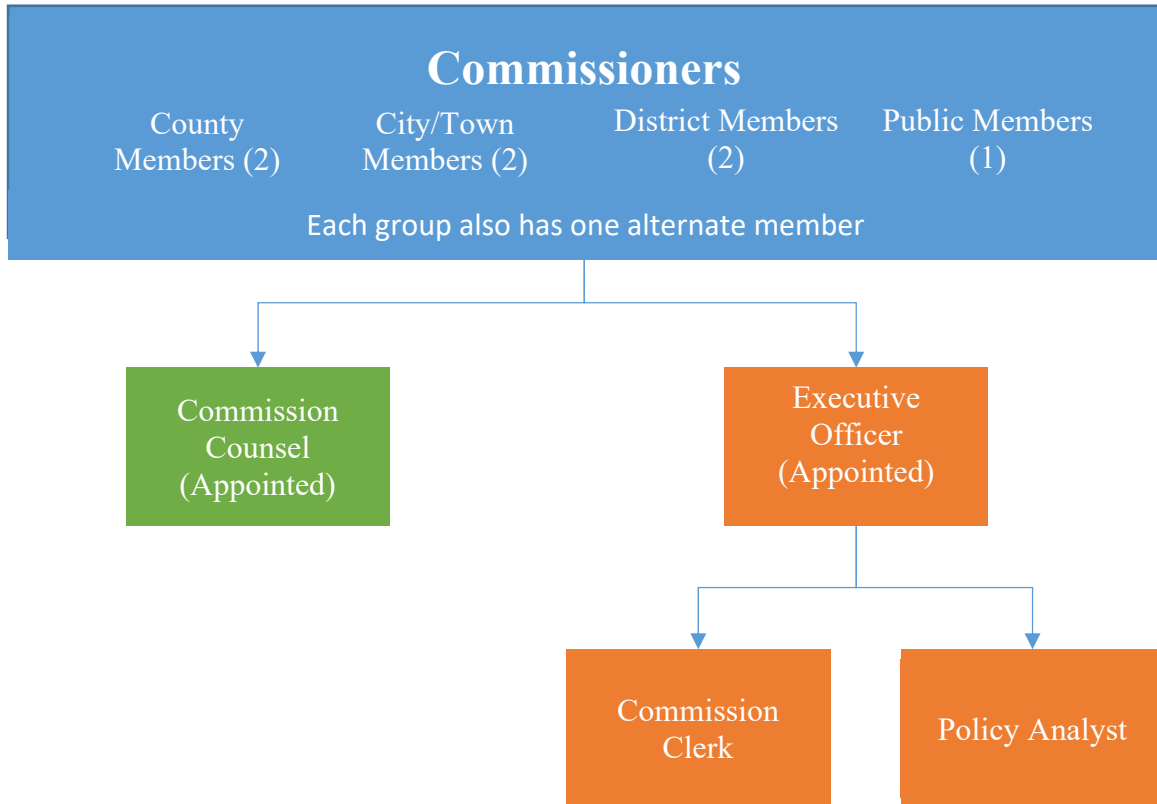 Commissioners
County
Members (2)
City/Town
Members (2)
District Members
(2)
Public Members
(1)
Each group also has one alternate member
Commission
Counsel
(Appointed)
Executive
Officer
(Appointed)
Commission
Clerk
Policy Analyst